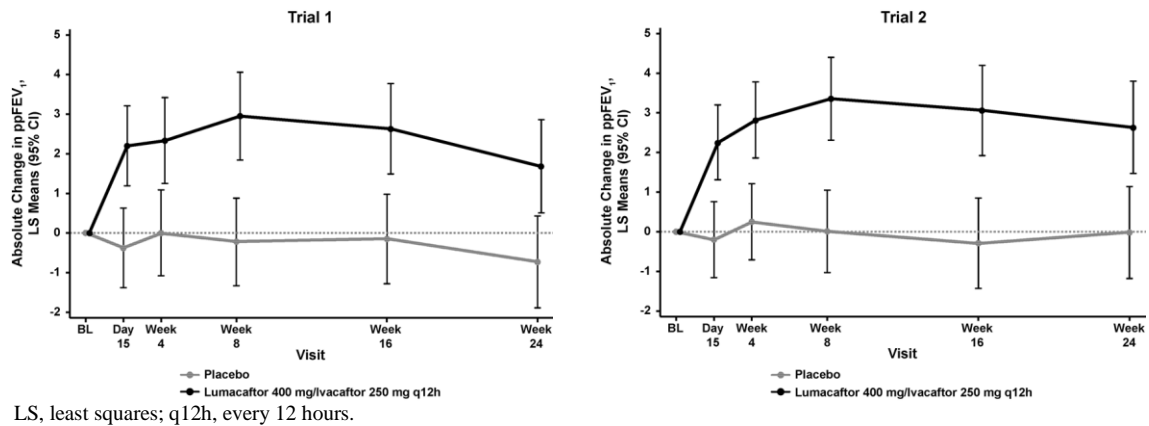 Trial 1
Absolute Change in ppFEV1,
LS Means (95% CI)
5
4
3
2
1
0
-1
-2
BL
Day
15
Week
4
Week
8
Week
16
Week
24
Visit
Placebo
Lumacaftor 400 mg/Ivacaftor 250 mg q12h
Trial 2
Absolute Change in ppFEV1,
LS Means (95% CI)
5
4
3
2
1
0
-1
-2
BL
Day
15
Week
4
Week
8
Week
16
Week
24
Visit
Placebo
Lumacaftor 400 mg/Ivacaftor 250 mg q12h
LS, least squares; q12h, every 12 hours.